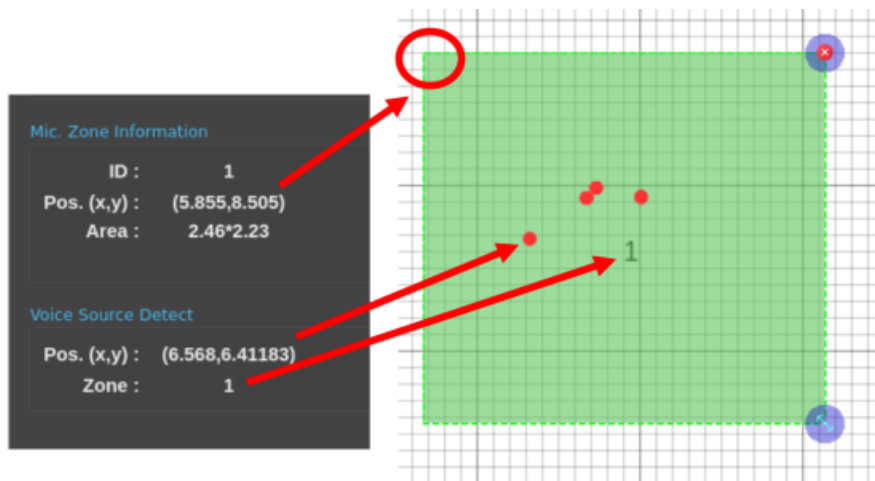 Mic. Zone Information
ID : 1
Pos. (x,y) : (5.855,8.505)
Area : 2.46*2.23
Voice Source Detect
Pos. (x,y) : (6.568,6.41183)
Zone : 1
1